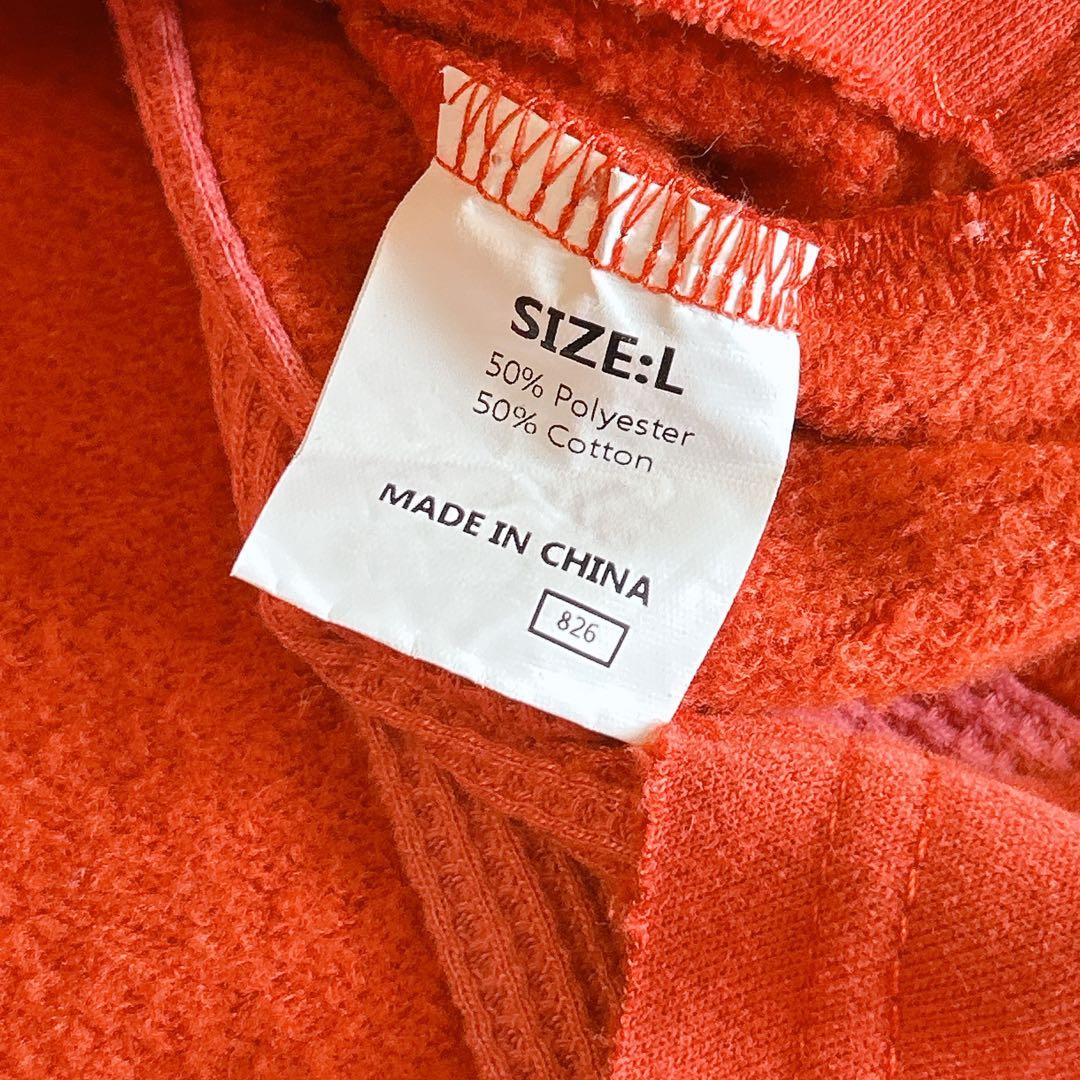 SIZE:L
50% Polyester
50% Cotton
MADE IN CHINA
826